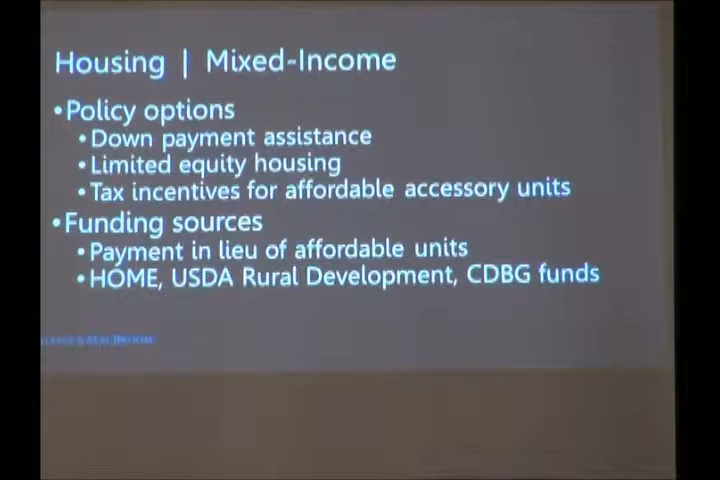 Housing | Mixed-Income
•Policy options
•Down payment assistance
•Limited equity housing
•Tax incentives for affordable accessory units
•Funding sources
•Payment in lieu of affordable units
•HOME, USDA Rural Development, CDBG funds